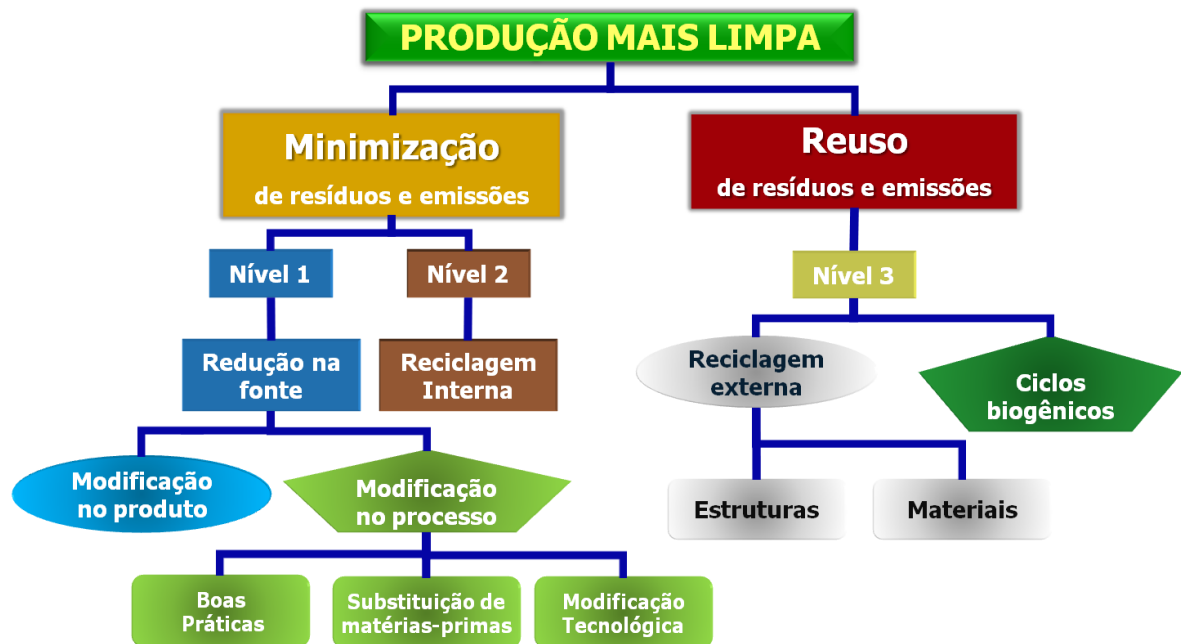 PRODUÇÃO MAIS LIMPA
Minimização
de resíduos e emissões
Reuso
de resíduos e emissões
Nível 1
Nível 2
Nível 3
Redução na
fonte
Reciclagem
Interna
Reciclagem
externa
Ciclos
biogênicos
Modificação
no produto
Modificação
no processo
Estruturas
Materiais
Boas
Práticas
Substituição de
matérias-primas
Modificação
Tecnológica